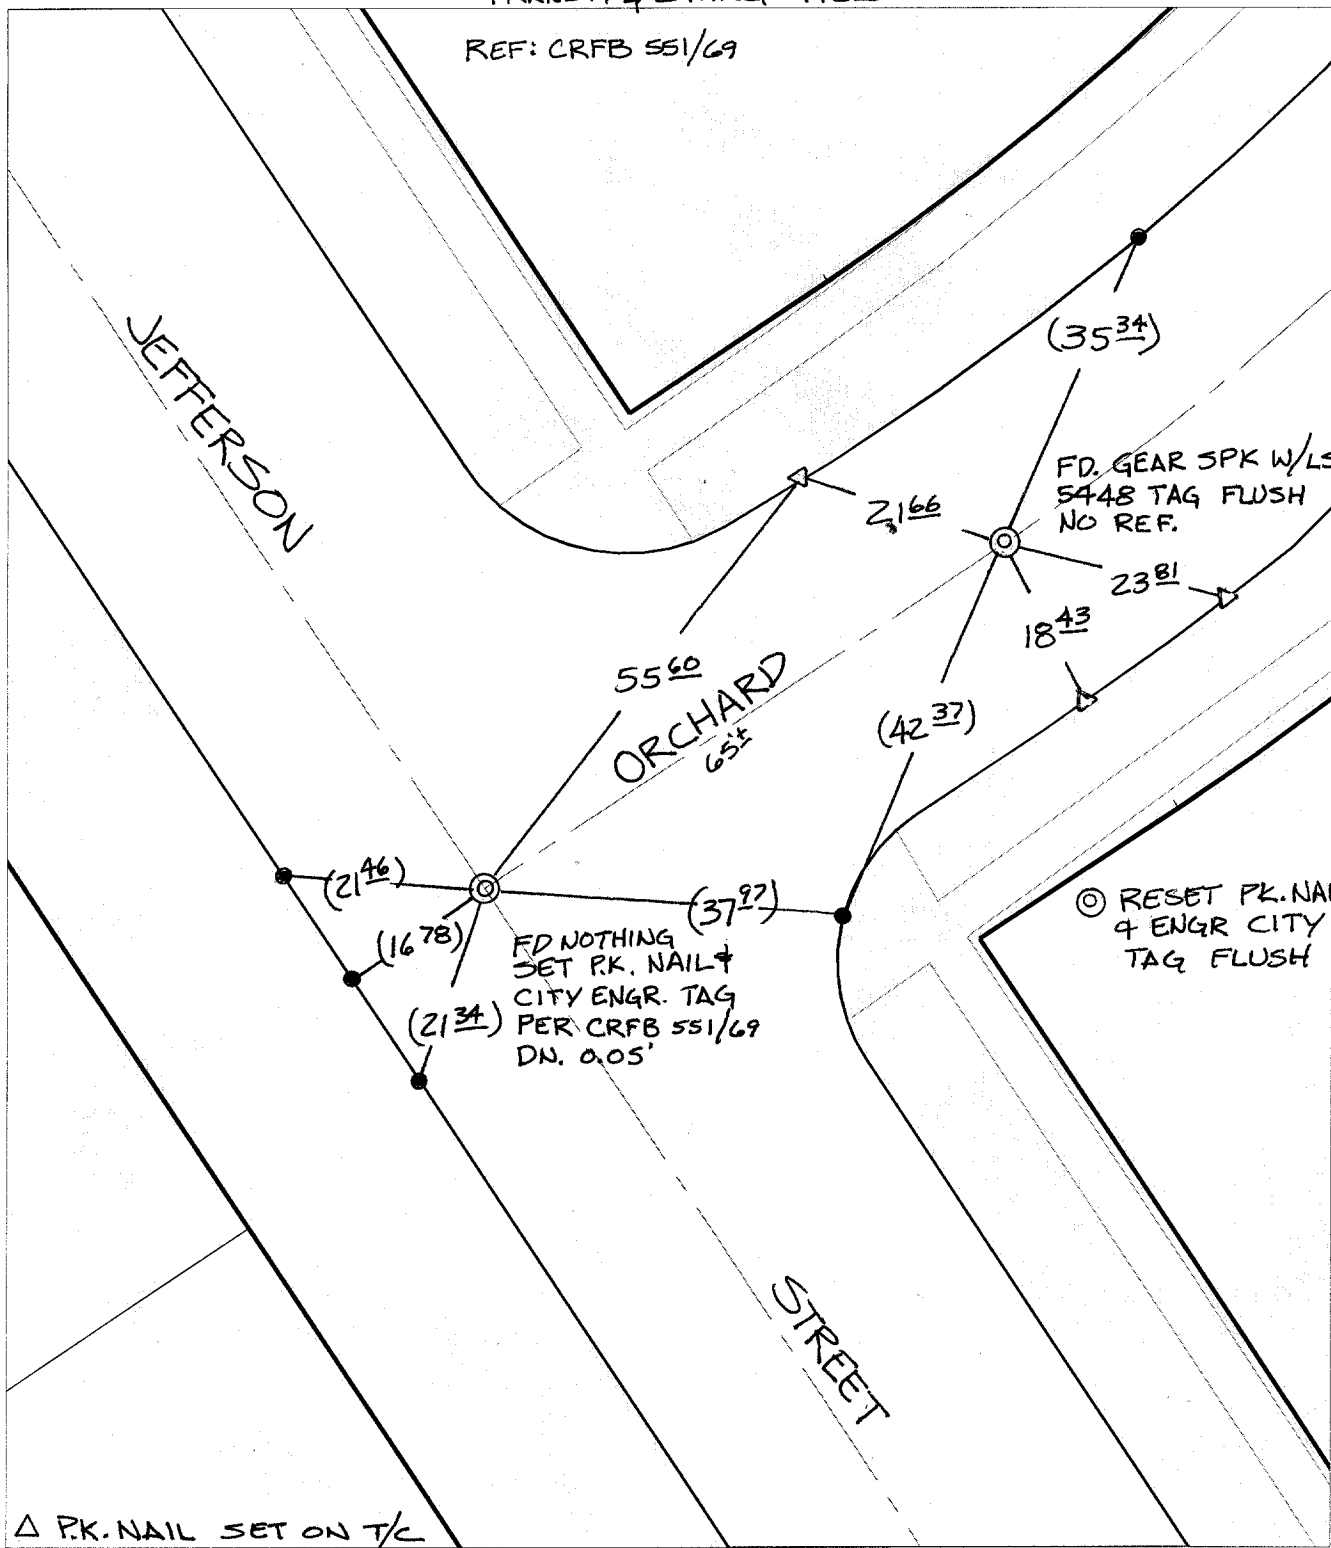 REF: CRFB 551/69
JEFFERSON
(35 34)
FD. GEAR SPK W/LS
5448 TAG FLUSH
NO REF.
21 66
23 81
18 43
55 60
ORCHARD
65'±
(42 37)
(21 46)
(37 97)
(16 78)
(21 34)
FD NOTHING
SET P.K. NAIL &
CITY ENGR. TAG
PER CRFB 551/69
DN. 0.05'
◎ RESET PK. NAI
& ENGR CITY
TAG FLUSH
STREET
△ P.K. NAIL SET ON T/C